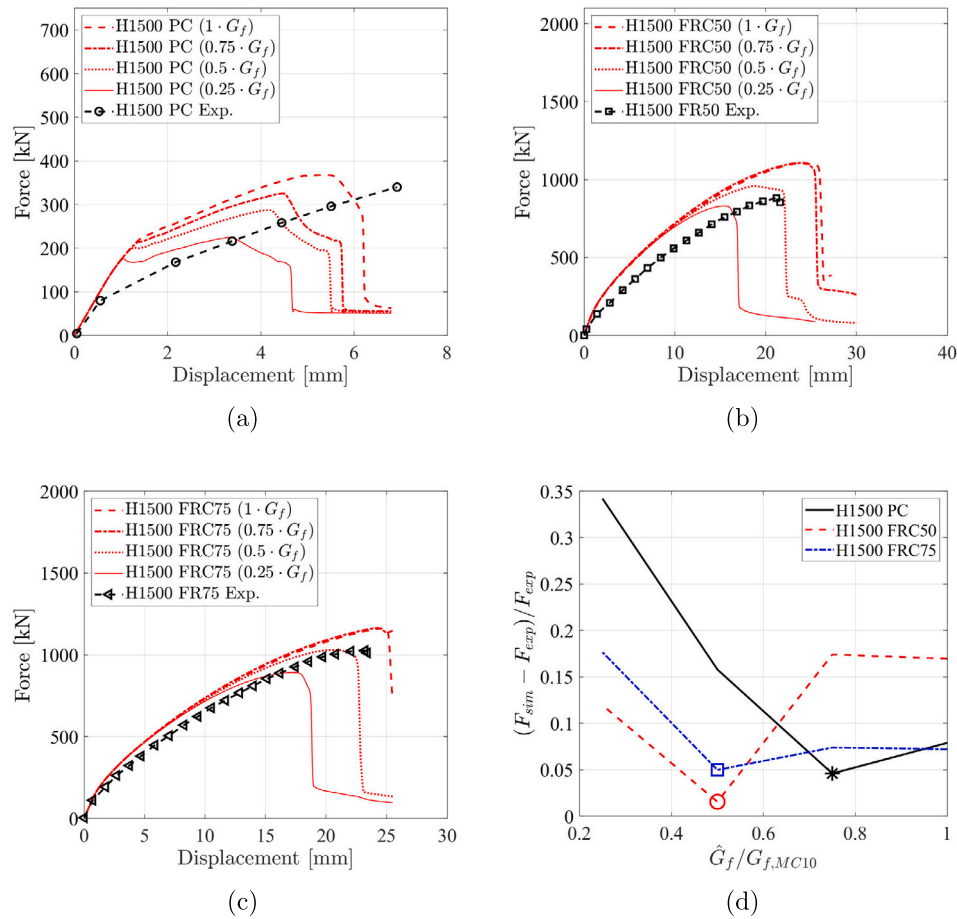 H1500 PC (1 · G_f)
H1500 PC (0.75 · G_f)
H1500 PC (0.5 · G_f)
H1500 PC (0.25 · G_f)
H1500 PC Exp.
Force [kN]
700
600
500
400
300
200
100
0
0 2 4 6 8
Displacement [mm]
(a)
H1500 FRC50 (1 · G_f)
H1500 FRC50 (0.75 · G_f)
H1500 FRC50 (0.5 · G_f)
H1500 FRC50 (0.25 · G_f)
H1500 FR50 Exp.
Force [kN]
2000
1500
1000
500
0
0 10 20 30 40
Displacement [mm]
(b)
H1500 FRC75 (1 · G_f)
H1500 FRC75 (0.75 · G_f)
H1500 FRC75 (0.5 · G_f)
H1500 FRC75 (0.25 · G_f)
H1500 FR75 Exp.
Force [kN]
2000
1500
1000
500
0
0 5 10 15 20 25 30
Displacement [mm]
(c)
H1500 PC
H1500 FRC50
H1500 FRC75
(F_sim − F_exp)/F_exp
0.35
0.3
0.25
0.2
0.15
0.1
0.05
0
0.2 0.4 0.6 0.8 1
Ĝ_f/G_f,MC10
(d)